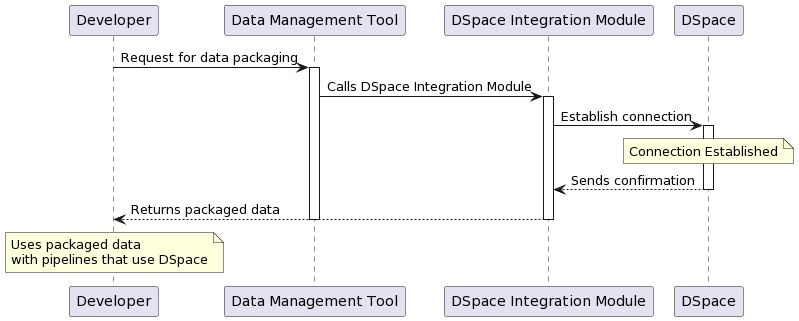 Developer
Data Management Tool
DSpace Integration Module
DSpace
Request for data packaging
Calls DSpace Integration Module
Establish connection
Connection Established
Sends confirmation
Returns packaged data
Uses packaged data
with pipelines that use DSpace
Developer
Data Management Tool
DSpace Integration Module
DSpace